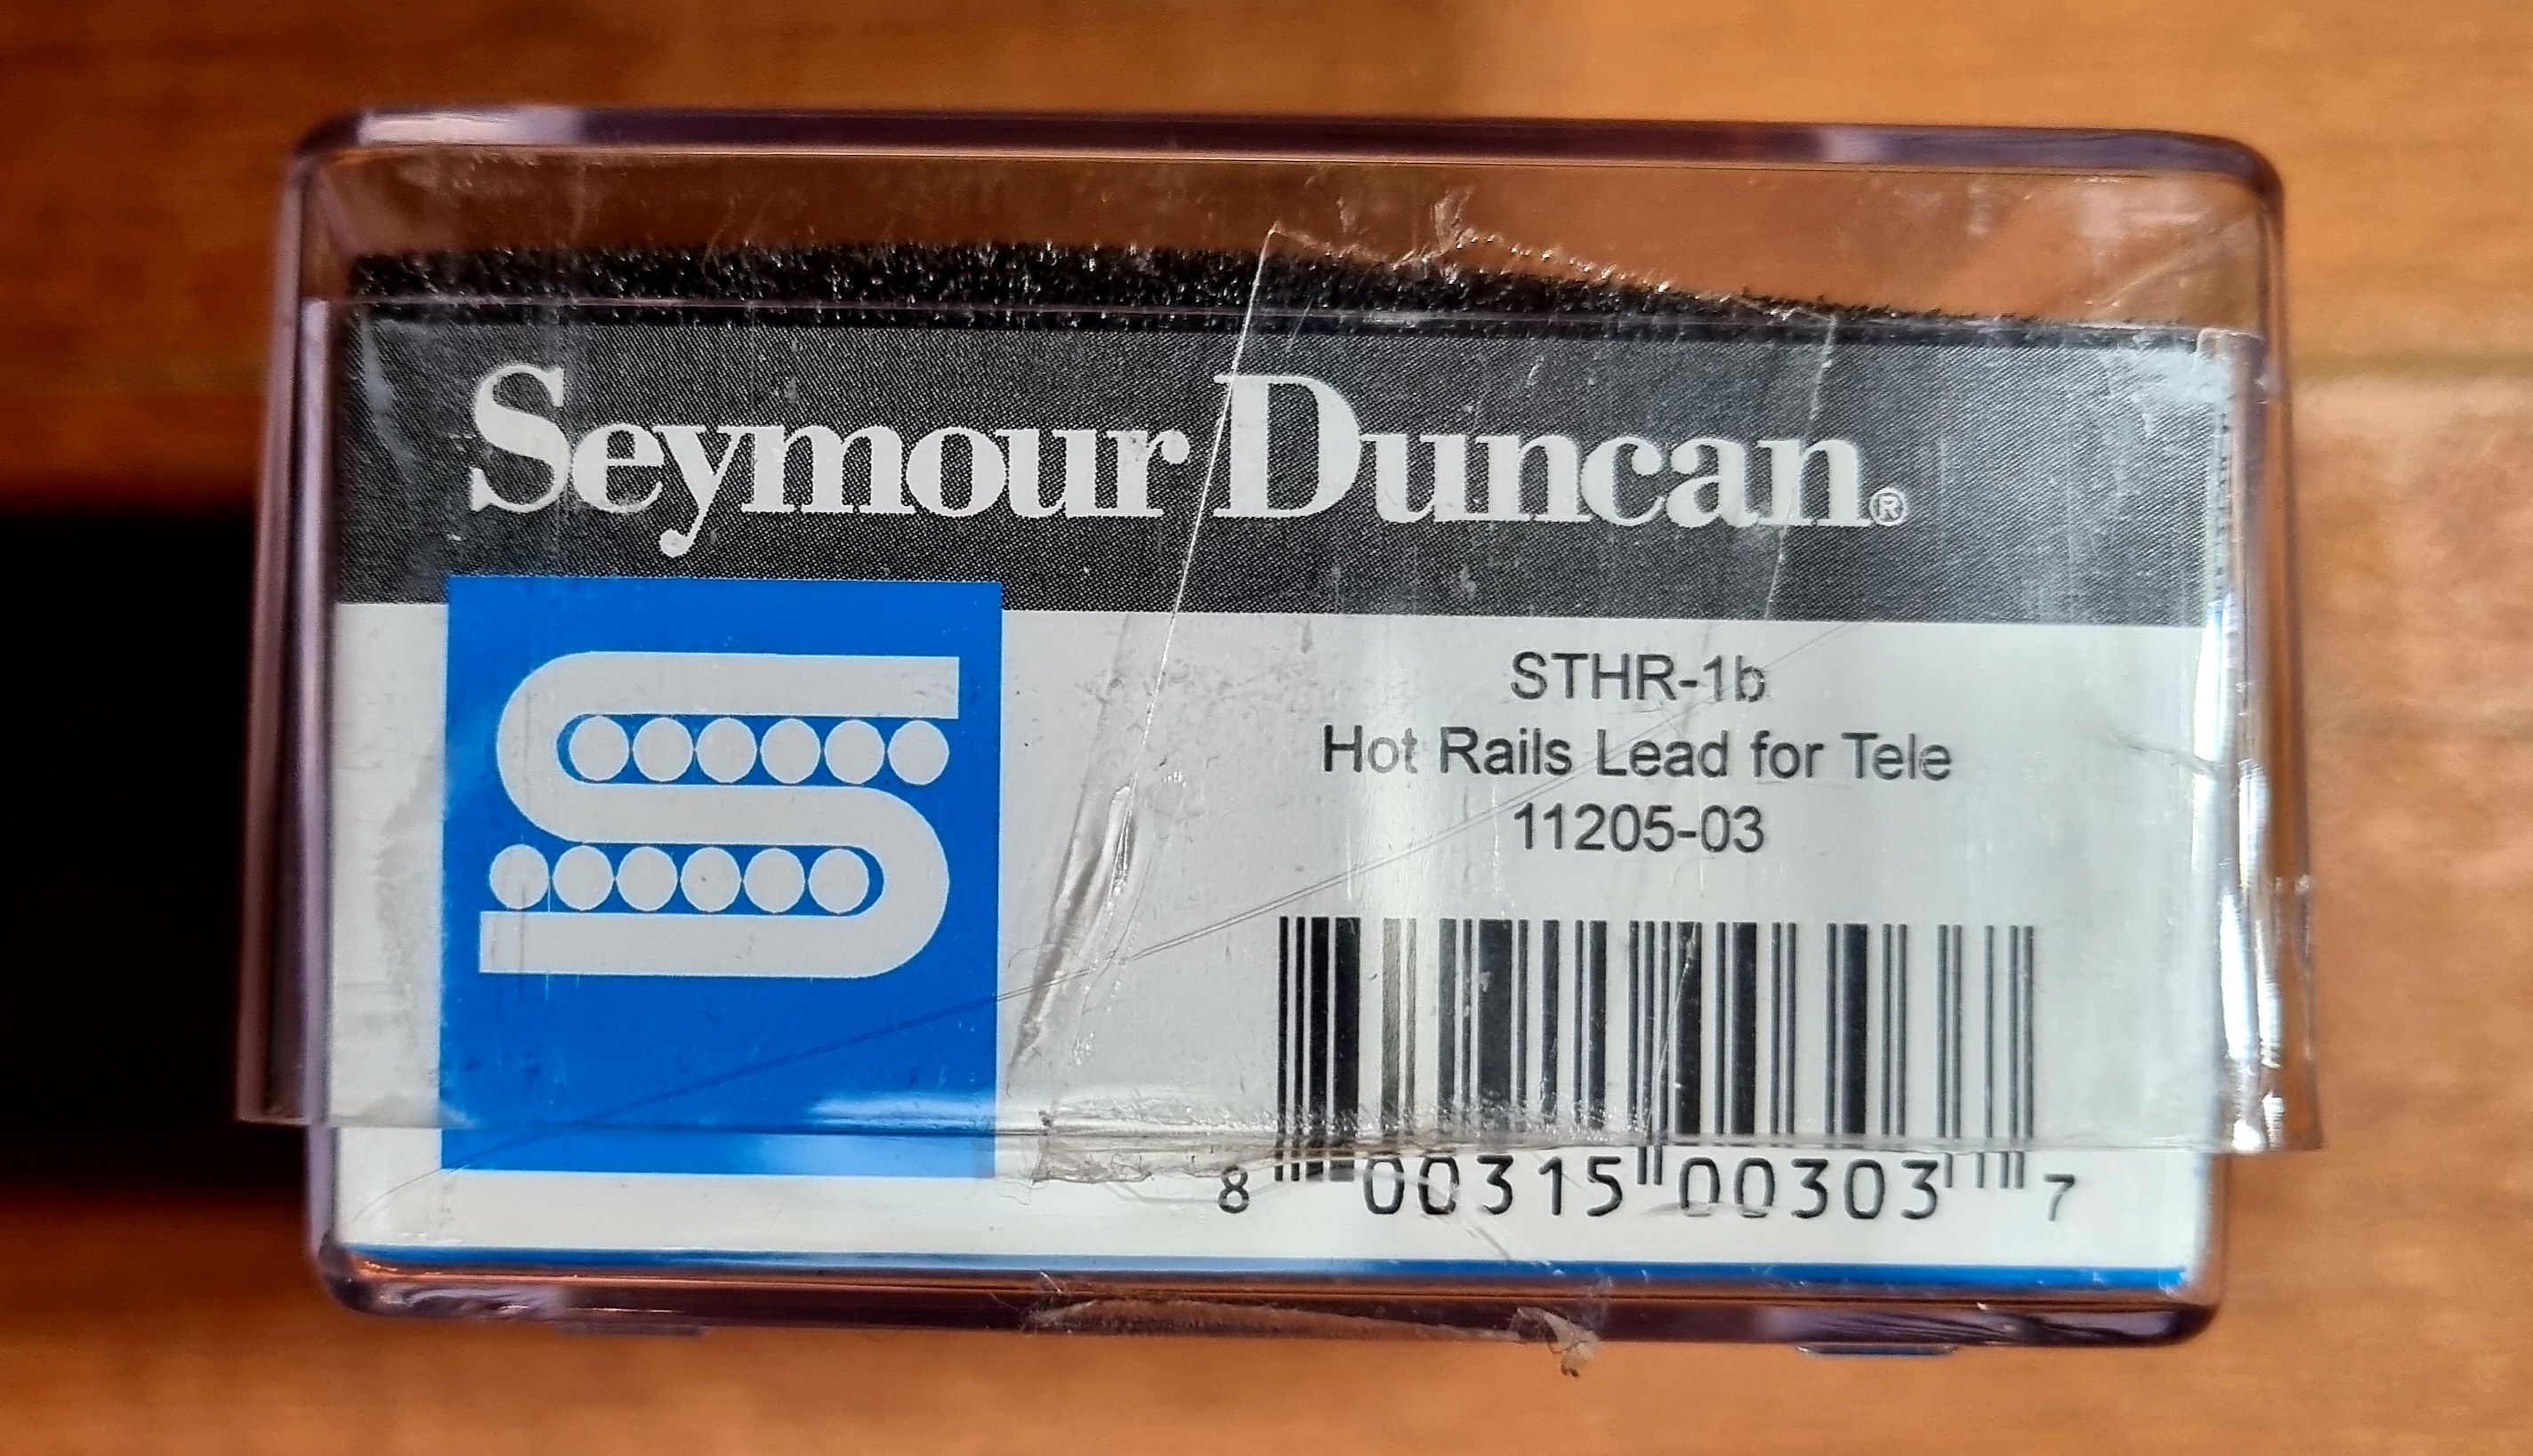 Seymour Duncan®
STHR-1b
Hot Rails Lead for Tele
11205-03
8 00315 00303 7